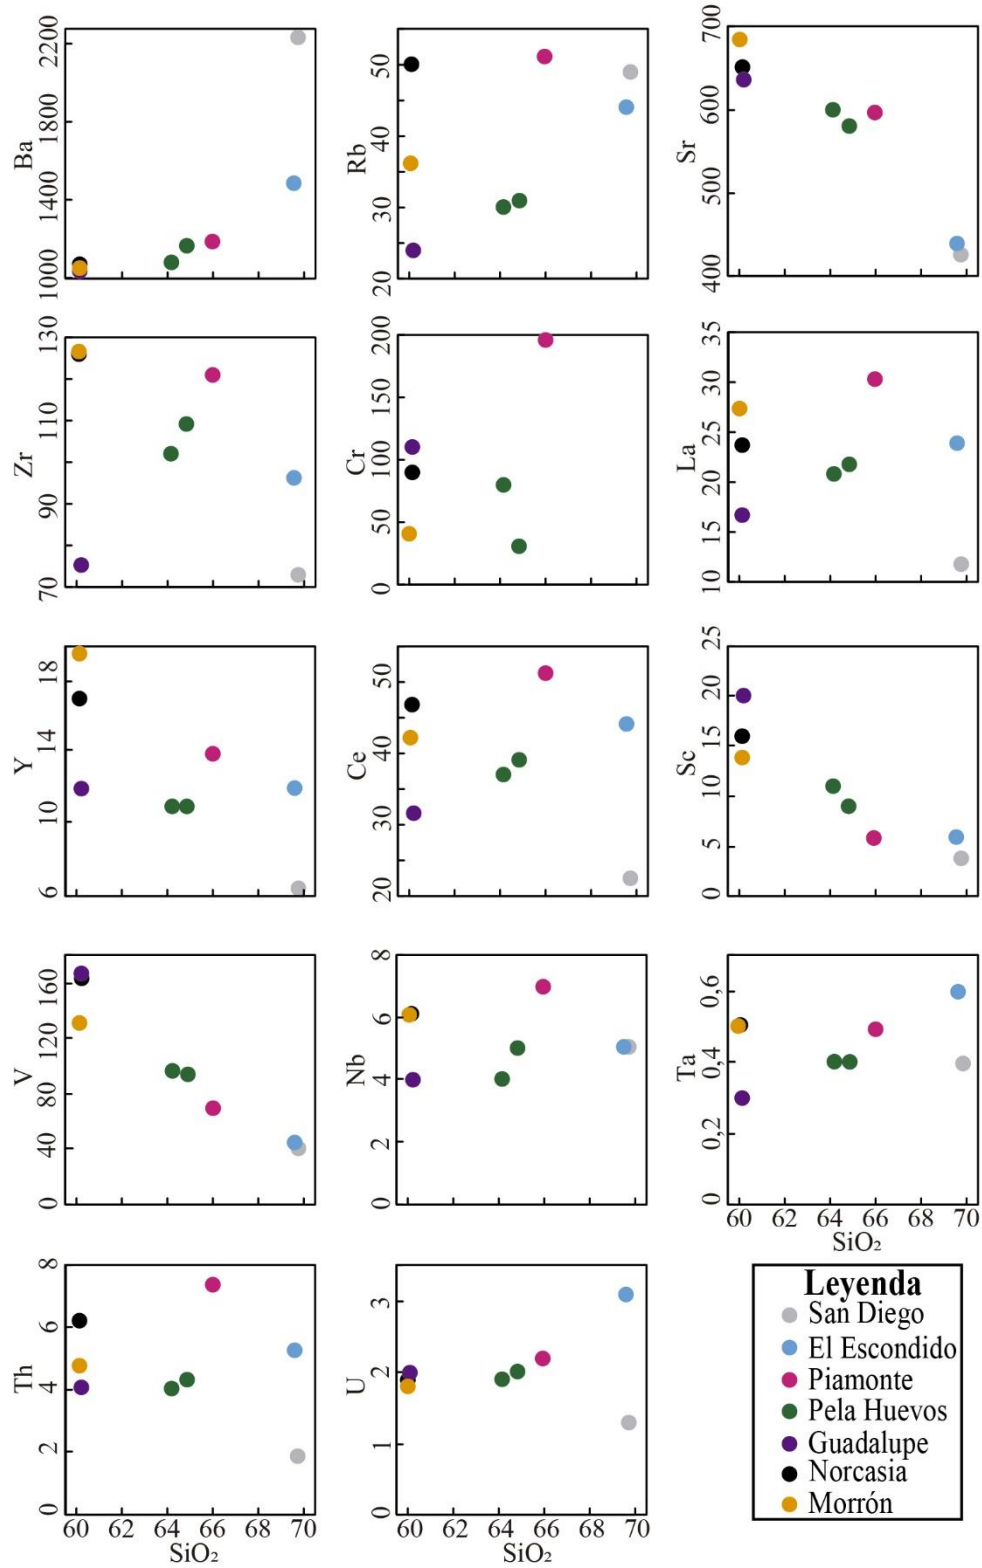 Ba
1000 1400 1800 2200
Rb
20 30 40 50
Sr
400 500 600 700
Zr
70 90 110 130
Cr
0 50 100 150 200
La
10 15 20 25 30 35
Y
6 10 14 18
Ce
20 30 40 50
Sc
0 5 10 15 20 25
V
0 40 80 120 160
Nb
0 2 4 6 8
Ta
0 0,2 0,4 0,6
60 62 64 66 68 70
SiO₂
Th
0 2 4 6 8
60 62 64 66 68 70
SiO₂
U
0 1 2 3
60 62 64 66 68 70
SiO₂
Leyenda
San Diego
El Escondido
Piamonte
Pela Huevos
Guadalupe
Norcasia
Morrón